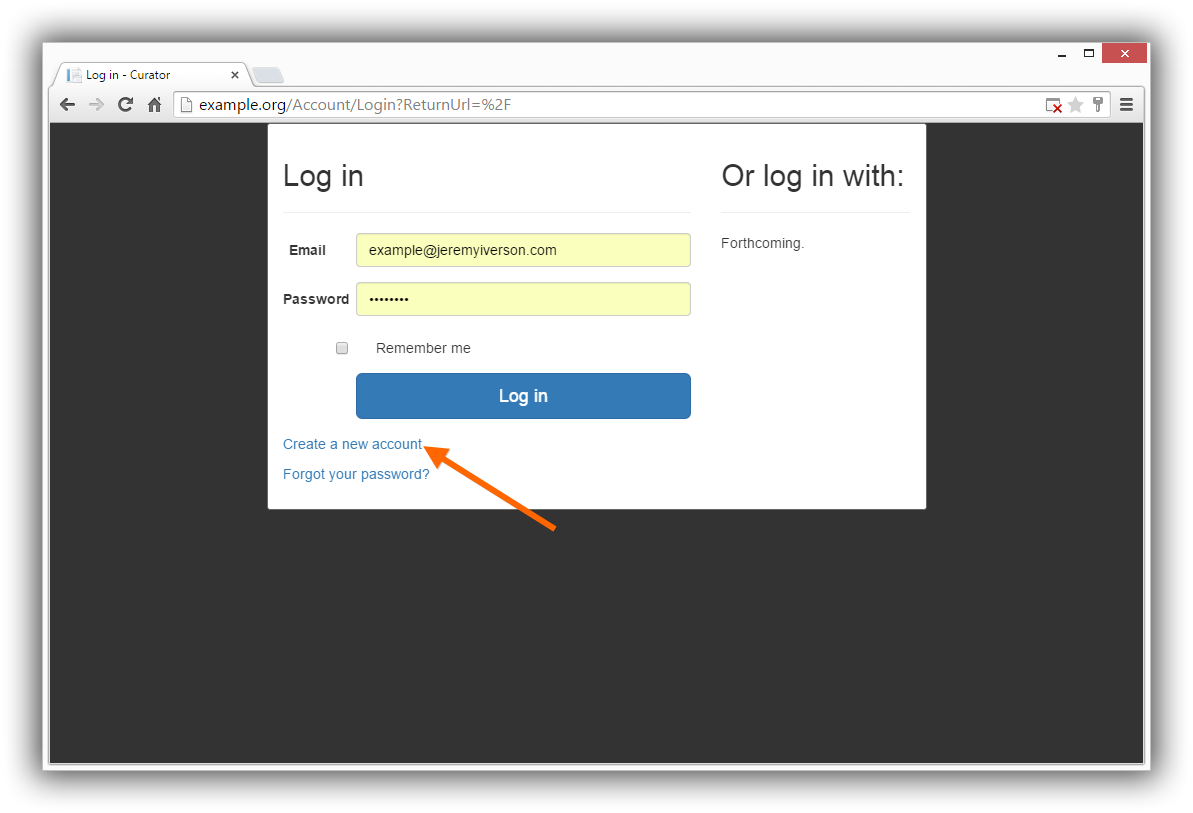 Log in - Curator
example.org/Account/Login?ReturnUrl=%2F
Log in
Email
example@jeremyiverson.com
Password
••••••••
Remember me
Log in
Create a new account
Forgot your password?
Or log in with:
Forthcoming.